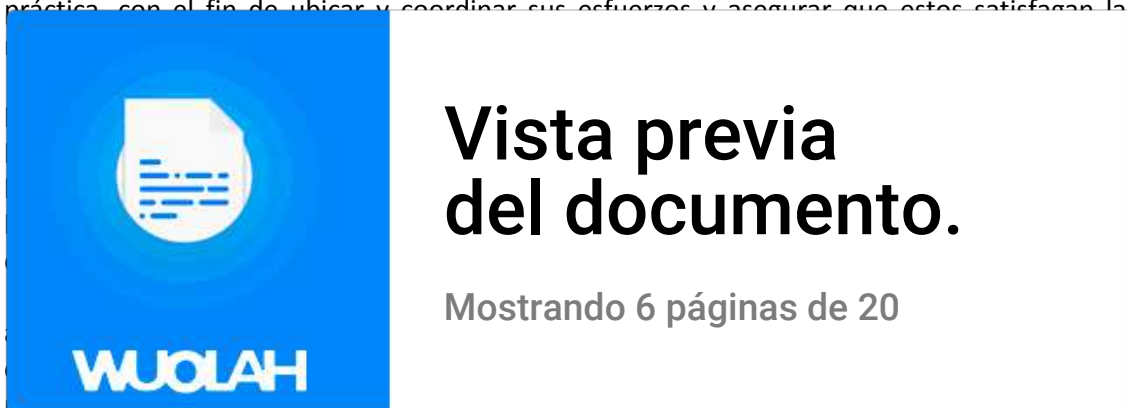 práctica, con el fin de ubicar y coordinar sus esfuerzos y asegurar que estos satisfagan la
Vista previa
del documento.
Mostrando 6 páginas de 20
WUOLAH